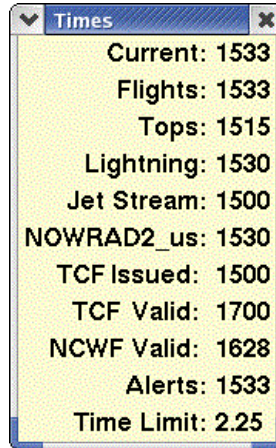 Times
Current: 1533
Flights: 1533
Tops: 1515
Lightning: 1530
Jet Stream: 1500
NOWRAD2_us: 1530
TCF Issued: 1500
TCF Valid: 1700
NCWF Valid: 1628
Alerts: 1533
Time Limit: 2.25